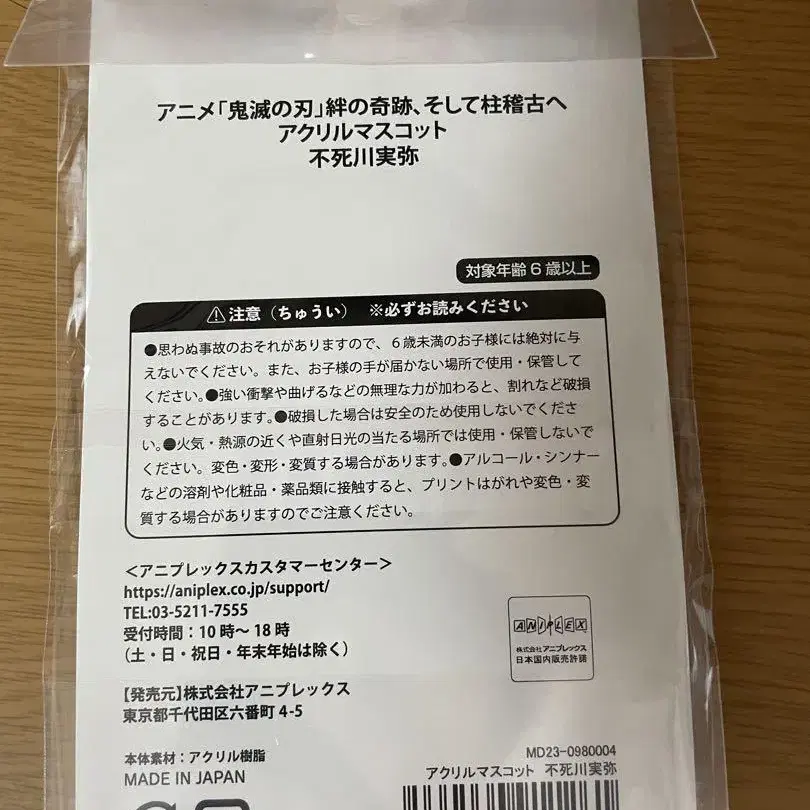 アニメ「鬼滅の刃」絆の奇跡、そして柱稽古へ
アクリルマスコット
不死川実弥
対象年齢6歳以上
⚠注意（ちゅうい） ※必ずお読みください
●思わぬ事故のおそれがありますので、６歳未満のお子様には絶対に与
えないでください。また、お子様の手が届かない場所で使用・保管して
ください。●強い衝撃や曲げるなどの無理な力が加わると、割れなど破損
することがあります。●破損した場合は安全のため使用しないでくださ
い。●火気・熱源の近くや直射日光の当たる場所では使用・保管しないで
ください。変色・変形・変質する場合があります。●アルコール・シンナー
などの溶剤や化粧品・薬品類に接触すると、プリントはがれや変色・変
質する場合がありますのでご注意ください。
＜アニプレックスカスタマーセンター＞
https://aniplex.co.jp/support/
TEL:03-5211-7555
受付時間：10時～18時
（土・日・祝日・年末年始は除く）
ANIPLEX
株式会社アニプレックス
日本国内販売許諾
【発売元】株式会社アニプレックス
東京都千代田区六番町4-5
本体素材：アクリル樹脂
MADE IN JAPAN
MD23-0980004
アクリルマスコット 不死川実弥